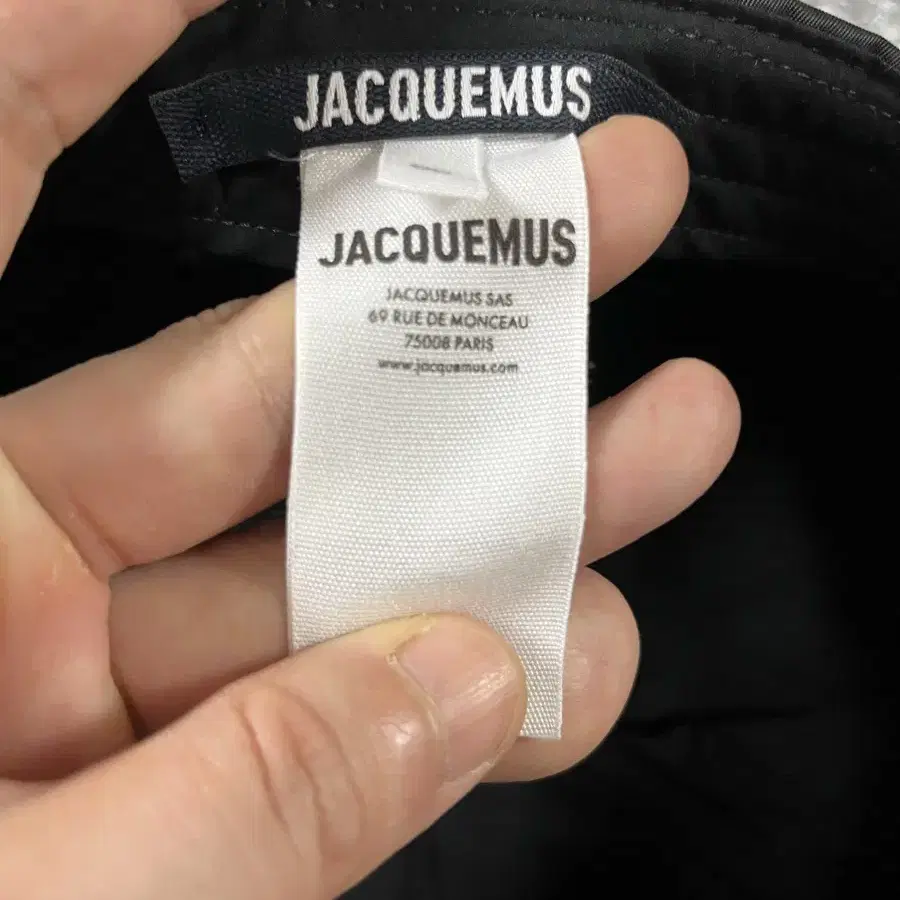 JACQUEMUS
JACQUEMUS
JACQUEMUS SAS
69 RUE DE MONCEAU
75008 PARIS
www.jacquemus.com